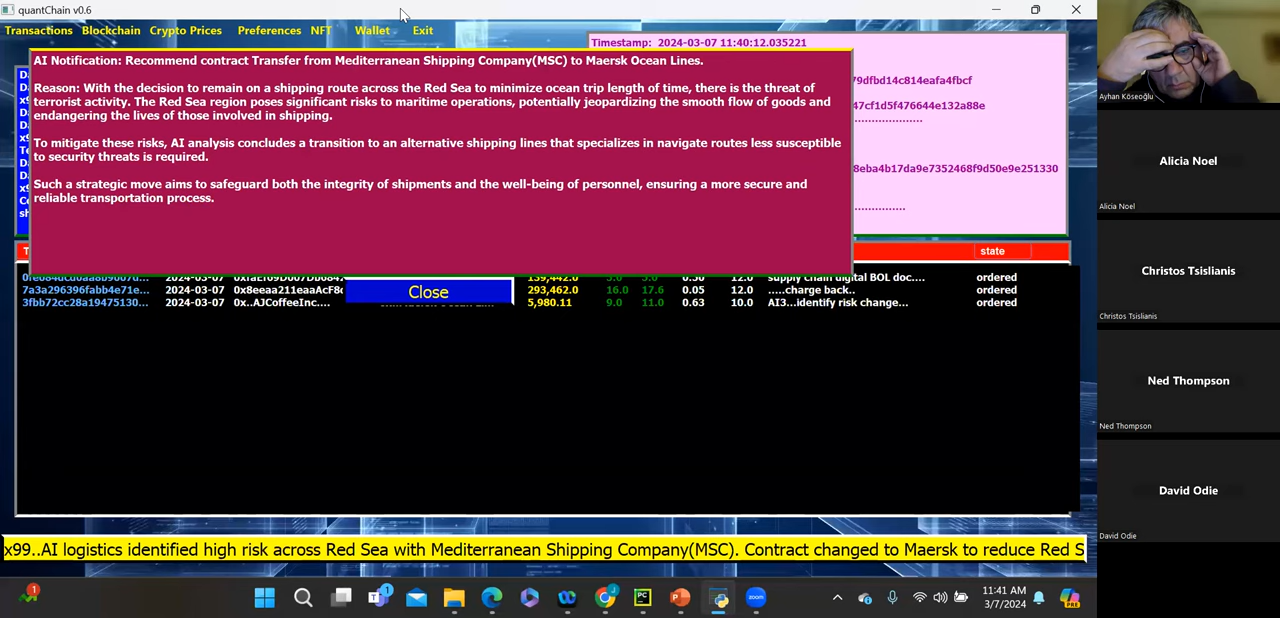 quantChain v0.6
Transactions Blockchain Crypto Prices Preferences NFT Wallet Exit
Timestamp: 2024-03-07 11:40:12.035221
AI Notification: Recommend contract Transfer from Mediterranean Shipping Company(MSC) to Maersk Ocean Lines.
Reason: With the decision to remain on a shipping route across the Red Sea to minimize ocean trip length of time, there is the threat of
terrorist activity. The Red Sea region poses significant risks to maritime operations, potentially jeopardizing the smooth flow of goods and
endangering the lives of those involved in shipping.
To mitigate these risks, AI analysis concludes a transition to an alternative shipping lines that specializes in navigate routes less susceptible
to security threats is required.
Such a strategic move aims to safeguard both the integrity of shipments and the well-being of personnel, ensuring a more secure and
reliable transportation process.
79dfbd14c814eafa4fbcf
47cf1d5f476644e132a88e
....................
8eba4b17da9e7352468f9d50e9e251330
................
state
2024-03-07 139,442.0 12.0 supply chain digital BOL doc.... ordered
7a3a296396fabb4e71e... 2024-03-07 0x8eeaa211eaaAcF8 293,462.0 16.0 17.6 0.05 12.0 .....charge back.. ordered
3fbb72cc28a19475130... 2024-03-07 0x..AJCoffeeInc.... 5,980.11 9.0 11.0 0.63 10.0 AI3...identify risk change... ordered
Close
x99..AI logistics identified high risk across Red Sea with Mediterranean Shipping Company(MSC). Contract changed to Maersk to reduce Red S
Ayhan Köseoğlu
Alicia Noel
Alicia Noel
Christos Tsislianis
Christos Tsislianis
Ned Thompson
Ned Thompson
David Odie
David Odie
1
1
PC
P
zoom
11:41 AM
3/7/2024
PRE